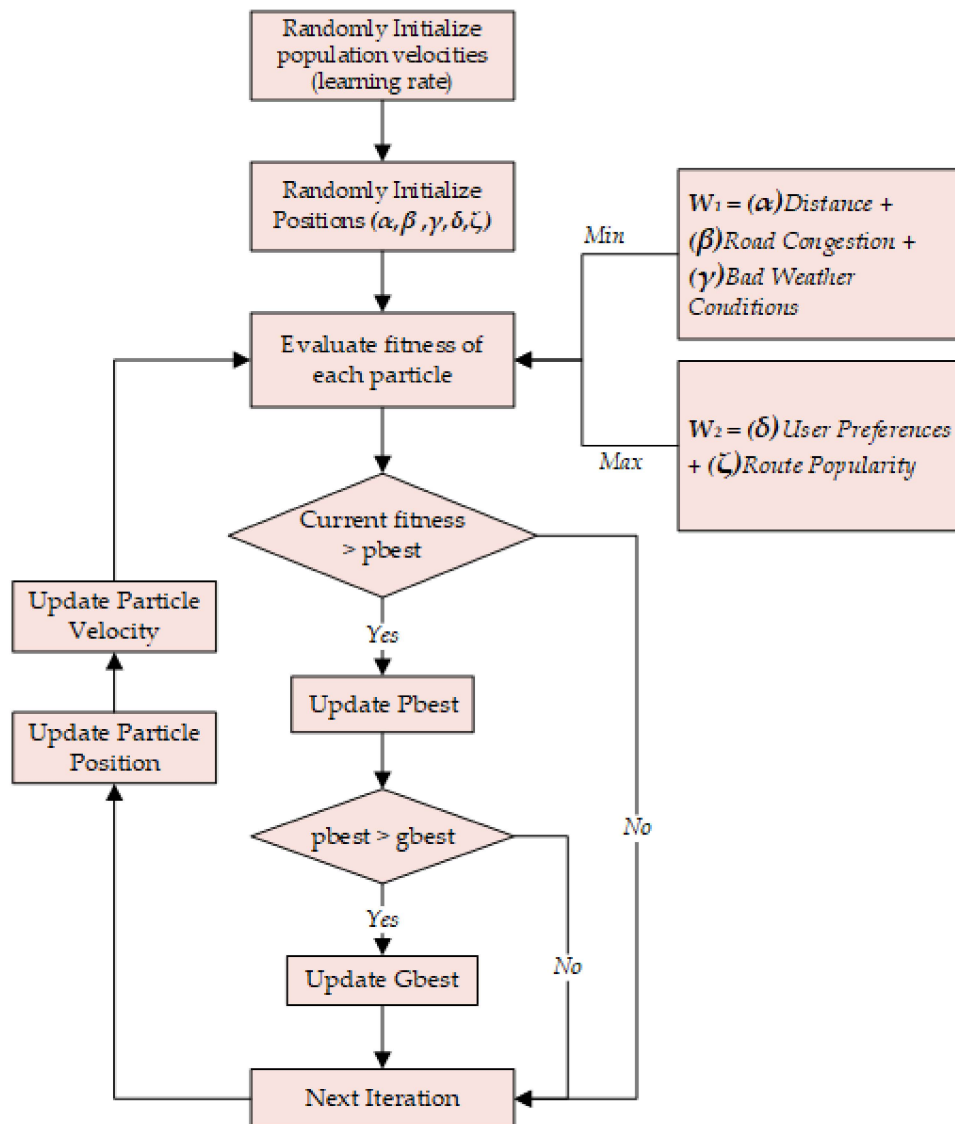 Randomly Initialize
population velocities
(learning rate)
Randomly Initialize
Positions (α,β ,γ,δ,ζ)
Min
W₁ = (α)Distance +
(β)Road Congestion +
(γ)Bad Weather
Conditions
Evaluate fitness of
each particle
W₂ = (δ) User Preferences
+ (ζ)Route Popularity
Max
Current fitness
> pbest
Update Particle
Velocity
Yes
Update Pbest
Update Particle
Position
pbest > gbest
No
Yes
No
Update Gbest
Next Iteration